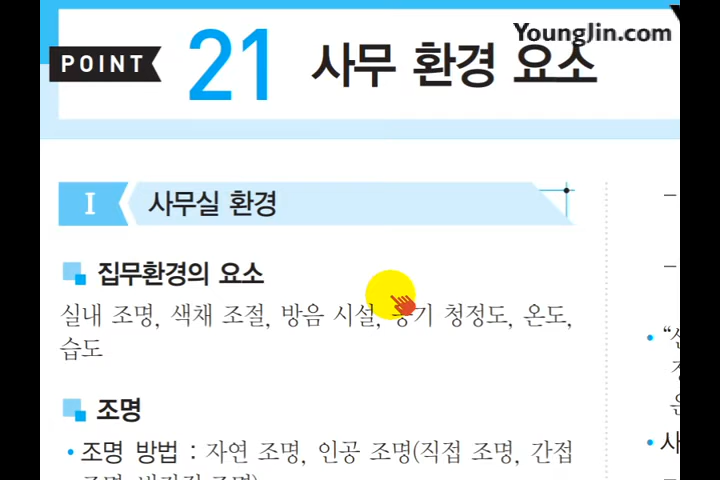 YoungJin.com
POINT 21 사무 환경 요소
I 사무실 환경
집무환경의 요소
실내 조명, 색채 조절, 방음 시설, 공기 청정도, 온도,
습도
조명
• 조명 방법 : 자연 조명, 인공 조명(직접 조명, 간접